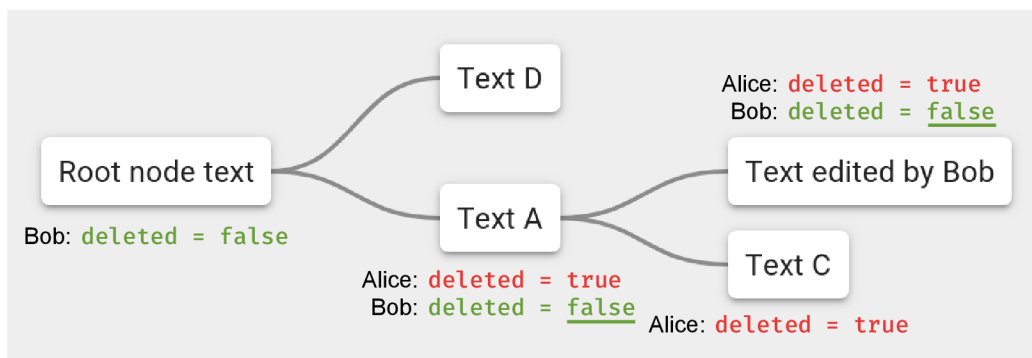 Text D
Alice: deleted = true
Bob: deleted = false
Root node text
Text edited by Bob
Bob: deleted = false
Text A
Text C
Alice: deleted = true
Bob: deleted = false
Alice: deleted = true